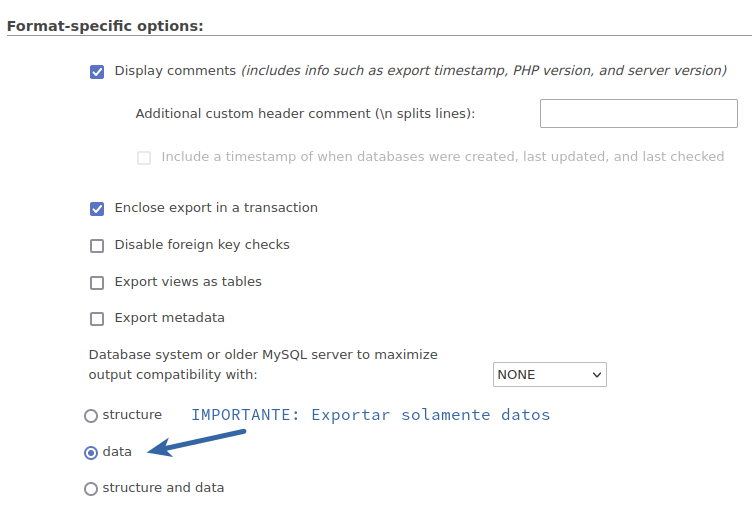 Format-specific options:
Display comments (includes info such as export timestamp, PHP version, and server version)
Additional custom header comment (\n splits lines):
Include a timestamp of when databases were created, last updated, and last checked
Enclose export in a transaction
Disable foreign key checks
Export views as tables
Export metadata
Database system or older MySQL server to maximize
output compatibility with:
NONE
structure
IMPORTANTE: Exportar solamente datos
data
structure and data